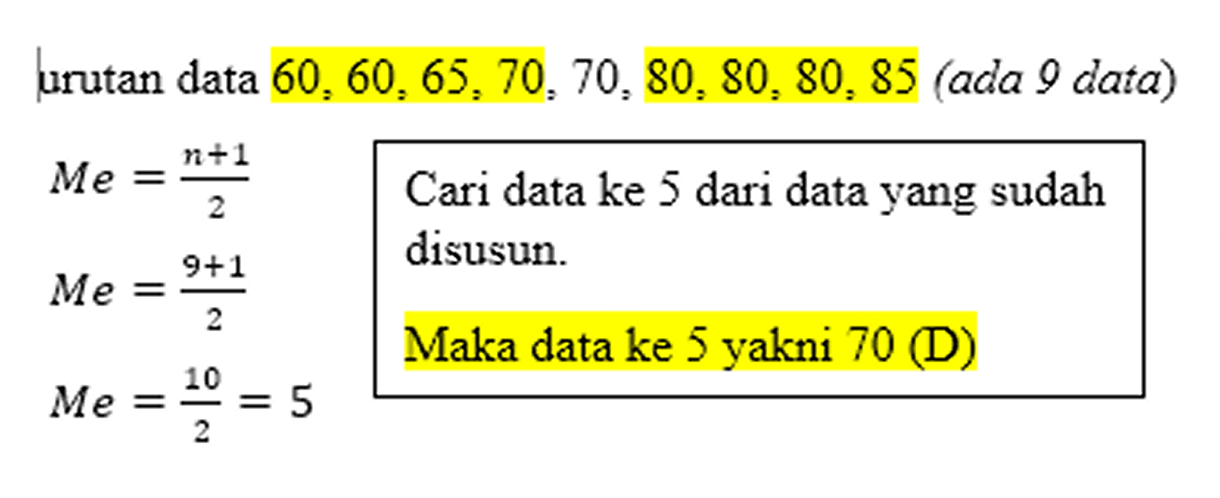 urutan data 60, 60, 65, 70, 70, 80, 80, 80, 85 (ada 9 data)
Me = \frac{n+1}{2}
Me = \frac{9+1}{2}
Me = \frac{10}{2} = 5
Cari data ke 5 dari data yang sudah
disusun.
Maka data ke 5 yakni 70 (D)